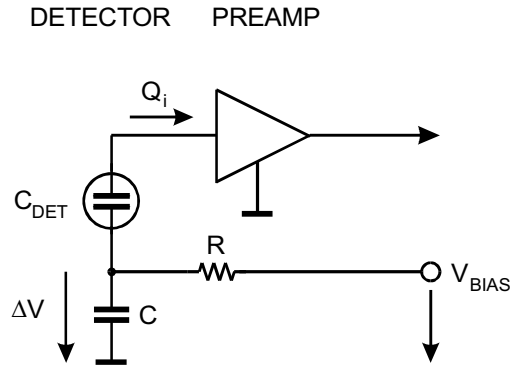 DETECTOR PREAMP
Qi
CDET
R
VBIAS
ΔV
C